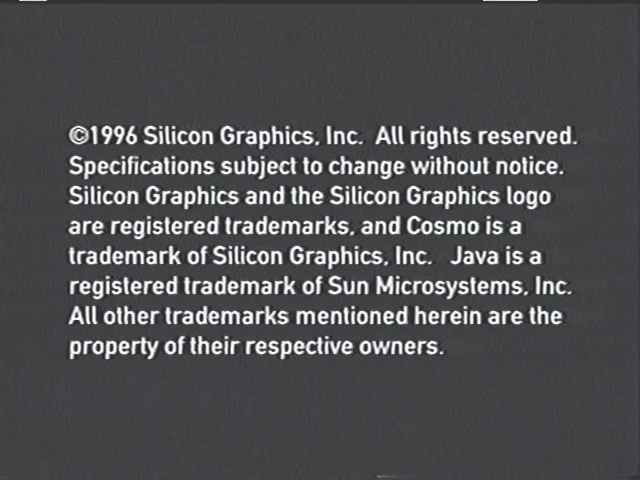 ©1996 Silicon Graphics, Inc. All rights reserved.
Specifications subject to change without notice.
Silicon Graphics and the Silicon Graphics logo
are registered trademarks, and Cosmo is a
trademark of Silicon Graphics, Inc. Java is a
registered trademark of Sun Microsystems, Inc.
All other trademarks mentioned herein are the
property of their respective owners.